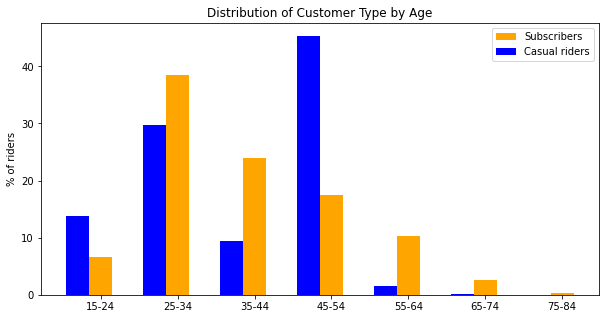 Distribution of Customer Type by Age
Subscribers
Casual riders
% of riders
40
30
20
10
0
15-24 25-34 35-44 45-54 55-64 65-74 75-84